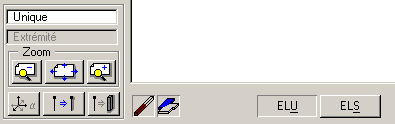 Unique
Extrémité
Zoom
α
ELU ELS